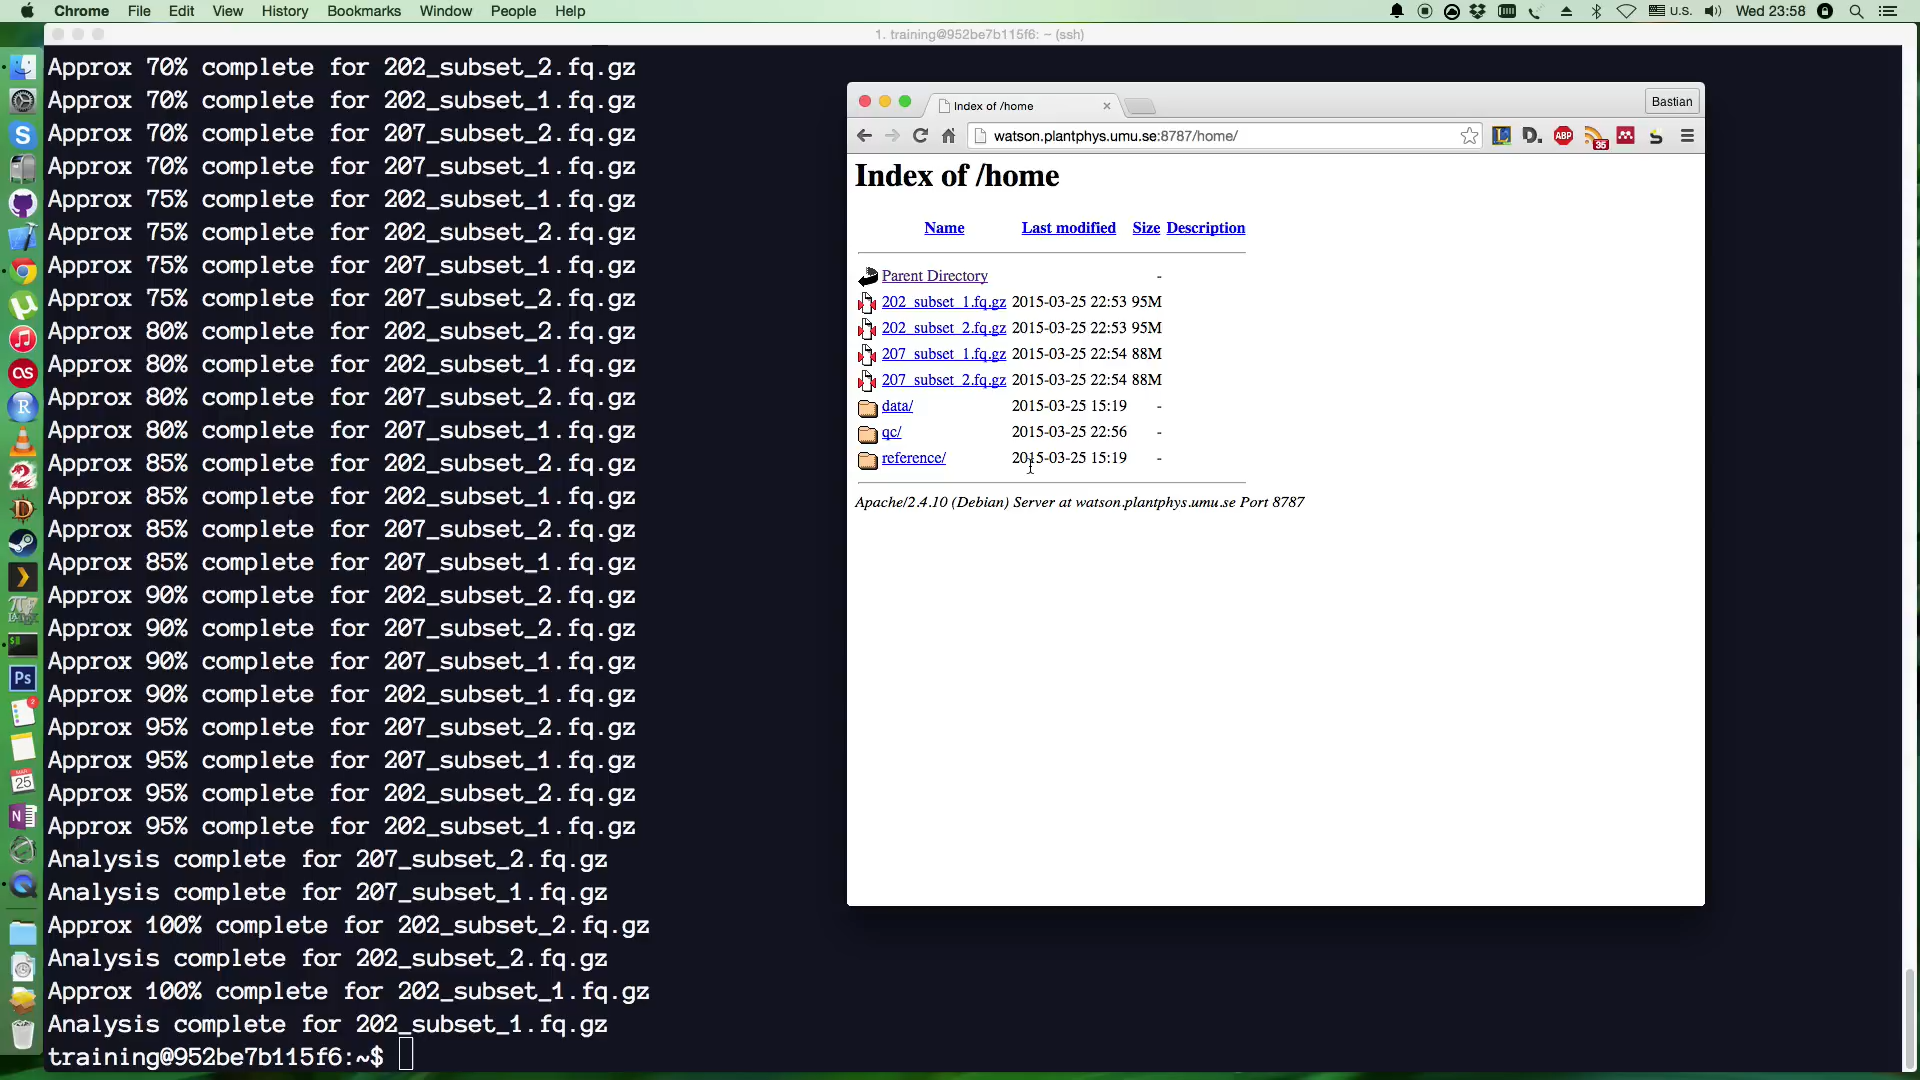 Chrome File Edit View History Bookmarks Window People Help U.S. Wed 23:58
1. training@952be7b115f6: ~ (ssh)
Approx 70% complete for 202_subset_2.fq.gz
Approx 70% complete for 202_subset_1.fq.gz
Approx 70% complete for 207_subset_2.fq.gz
Approx 70% complete for 207_subset_1.fq.gz
Approx 75% complete for 202_subset_1.fq.gz
Approx 75% complete for 202_subset_2.fq.gz
Approx 75% complete for 207_subset_1.fq.gz
Approx 75% complete for 207_subset_2.fq.gz
Approx 80% complete for 202_subset_2.fq.gz
Approx 80% complete for 202_subset_1.fq.gz
Approx 80% complete for 207_subset_2.fq.gz
Approx 80% complete for 207_subset_1.fq.gz
Approx 85% complete for 202_subset_2.fq.gz
Approx 85% complete for 202_subset_1.fq.gz
Approx 85% complete for 207_subset_2.fq.gz
Approx 85% complete for 207_subset_1.fq.gz
Approx 90% complete for 202_subset_2.fq.gz
Approx 90% complete for 207_subset_2.fq.gz
Approx 90% complete for 207_subset_1.fq.gz
Approx 90% complete for 202_subset_1.fq.gz
Approx 95% complete for 207_subset_2.fq.gz
Approx 95% complete for 207_subset_1.fq.gz
Approx 95% complete for 202_subset_2.fq.gz
Approx 95% complete for 202_subset_1.fq.gz
Analysis complete for 207_subset_2.fq.gz
Analysis complete for 207_subset_1.fq.gz
Approx 100% complete for 202_subset_2.fq.gz
Analysis complete for 202_subset_2.fq.gz
Approx 100% complete for 202_subset_1.fq.gz
Analysis complete for 202_subset_1.fq.gz
training@952be7b115f6:~$
Index of /home
Bastian
watson.plantphys.umu.se:8787/home/
ABP
35
Index of /home
Name Last modified Size Description
Parent Directory -
202_subset_1.fq.gz 2015-03-25 22:53 95M
202_subset_2.fq.gz 2015-03-25 22:53 95M
207_subset_1.fq.gz 2015-03-25 22:54 88M
207_subset_2.fq.gz 2015-03-25 22:54 88M
data/ 2015-03-25 15:19 -
qc/ 2015-03-25 22:56 -
reference/ 2015-03-25 15:19 -
Apache/2.4.10 (Debian) Server at watson.plantphys.umu.se Port 8787